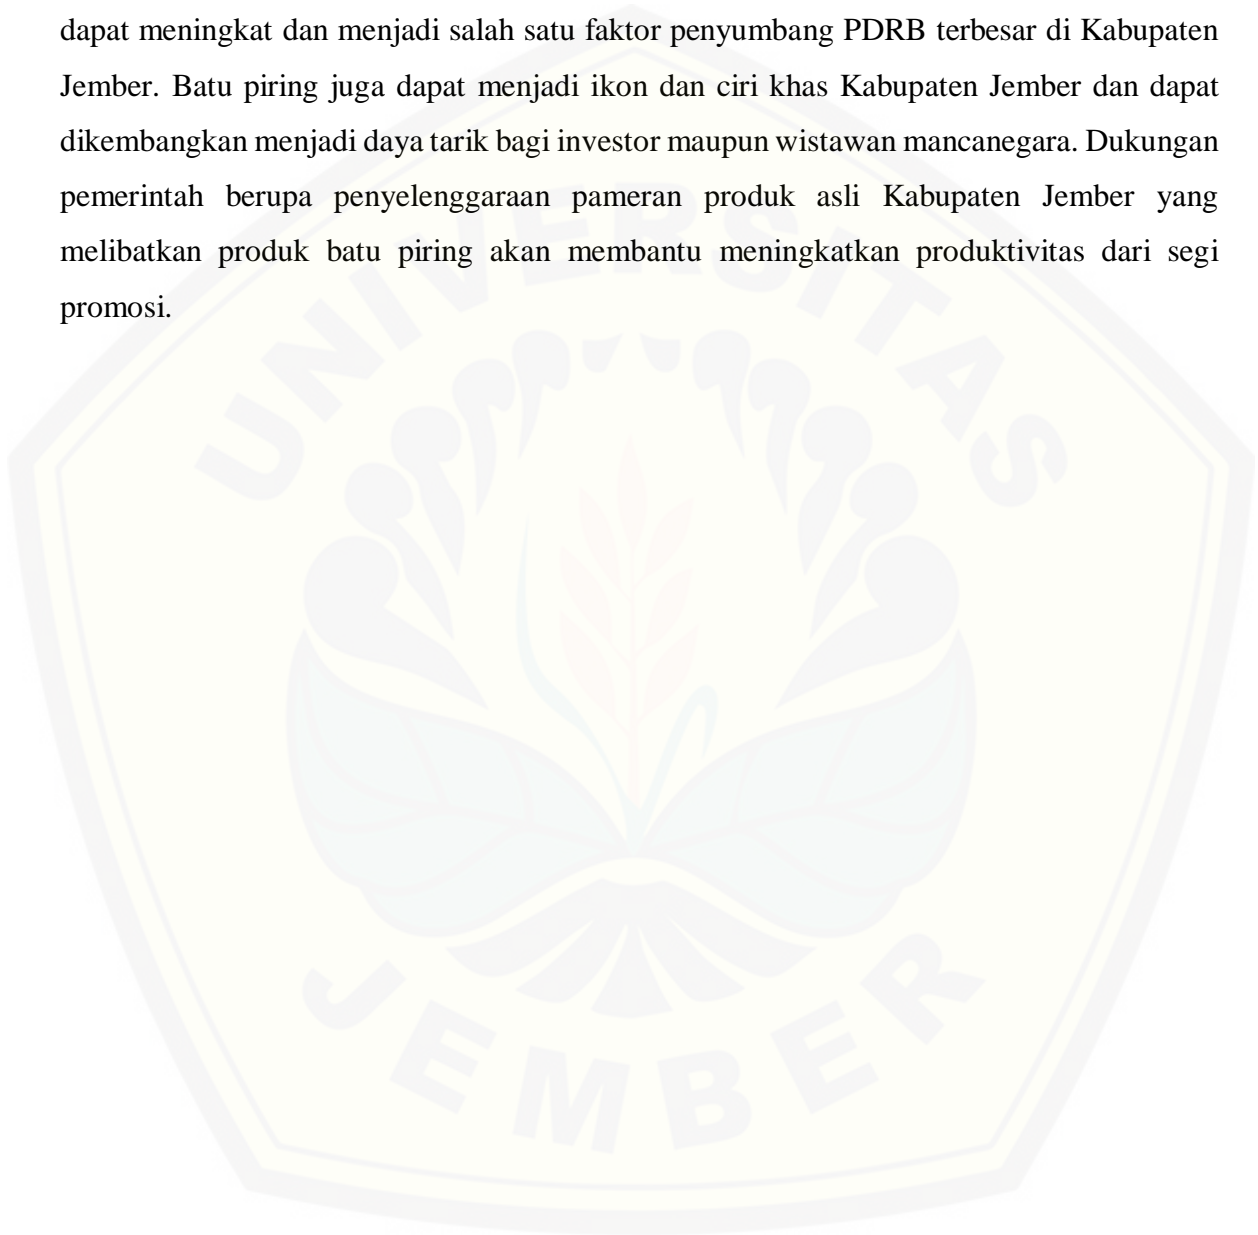 dapat meningkat dan menjadi salah satu faktor penyumbang PDRB terbesar di Kabupaten
Jember. Batu piring juga dapat menjadi ikon dan ciri khas Kabupaten Jember dan dapat
dikembangkan menjadi daya tarik bagi investor maupun wistawan mancanegara. Dukungan
pemerintah berupa penyelenggaraan pameran produk asli Kabupaten Jember yang
melibatkan produk batu piring akan membantu meningkatkan produktivitas dari segi
promosi.
UNIVERSITAS
JEMBER